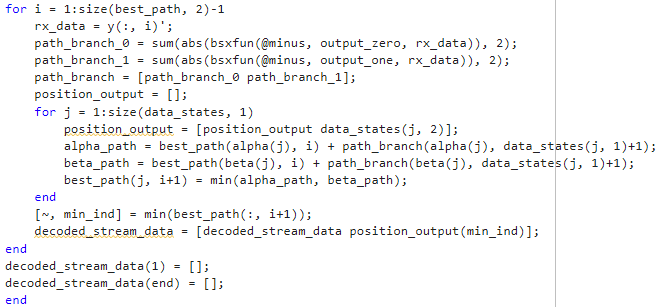 for i = 1:size(best_path, 2)-1
    rx_data = y(:, i)';
    path_branch_0 = sum(abs(bsxfun(@minus, output_zero, rx_data)), 2);
    path_branch_1 = sum(abs(bsxfun(@minus, output_one, rx_data)), 2);
    path_branch = [path_branch_0 path_branch_1];
    position_output = [];
    for j = 1:size(data_states, 1)
        position_output = [position_output data_states(j, 2)];
        alpha_path = best_path(alpha(j), i) + path_branch(alpha(j), data_states(j, 1)+1);
        beta_path = best_path(beta(j), i) + path_branch(beta(j), data_states(j, 1)+1);
        best_path(j, i+1) = min(alpha_path, beta_path);
    end
    [~, min_ind] = min(best_path(:, i+1));
    decoded_stream_data = [decoded_stream_data position_output(min_ind)];
end
decoded_stream_data(1) = [];
decoded_stream_data(end) = [];
end